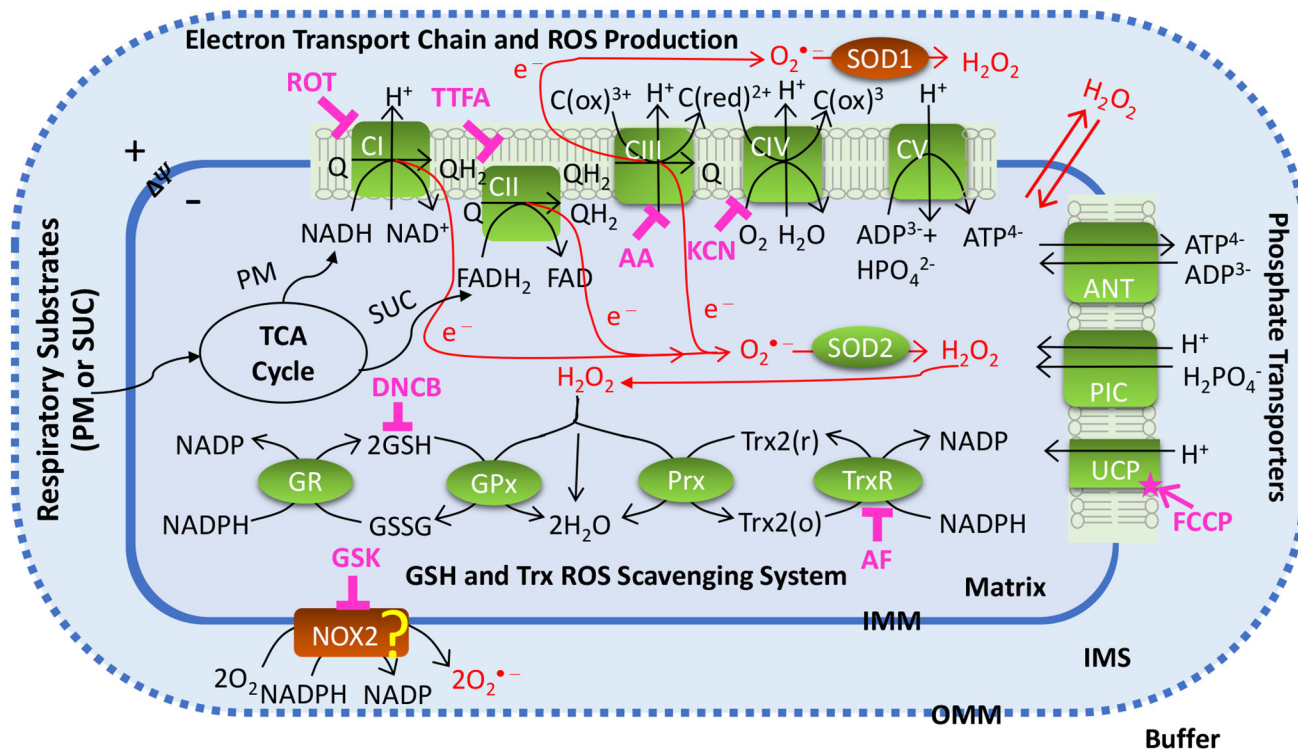 Electron Transport Chain and ROS Production
O₂•⁻
SOD1
H₂O₂
e⁻
ROT
TTFA
H⁺
C(ox)³⁺
H⁺
C(red)²⁺
H⁺
C(ox)³
H⁺
H₂O₂
+
ΔΨ
−
CI
Q
QH₂
CII
Q
QH₂
QH₂
CIII
Q
CIV
CV
NADH
NAD⁺
FADH₂
FAD
AA
KCN
O₂
H₂O
ADP³⁻+
HPO₄²⁻
ATP⁴⁻
ANT
ATP⁴⁻
ADP³⁻
PM
SUC
TCA
Cycle
Respiratory Substrates
(PM or SUC)
Phosphate Transporters
e⁻
e⁻
e⁻
O₂•⁻
SOD2
H₂O₂
H₂O₂
PIC
H⁺
H₂PO₄⁻
UCP
H⁺
FCCP
DNCB
NADP
2GSH
GR
GPx
NADPH
GSSG
2H₂O
Trx2(r)
NADP
Prx
TrxR
Trx2(o)
NADPH
AF
GSK
GSH and Trx ROS Scavenging System
Matrix
IMM
NOX2
?
2O₂
NADPH
NADP
2O₂•⁻
IMS
OMM
Buffer